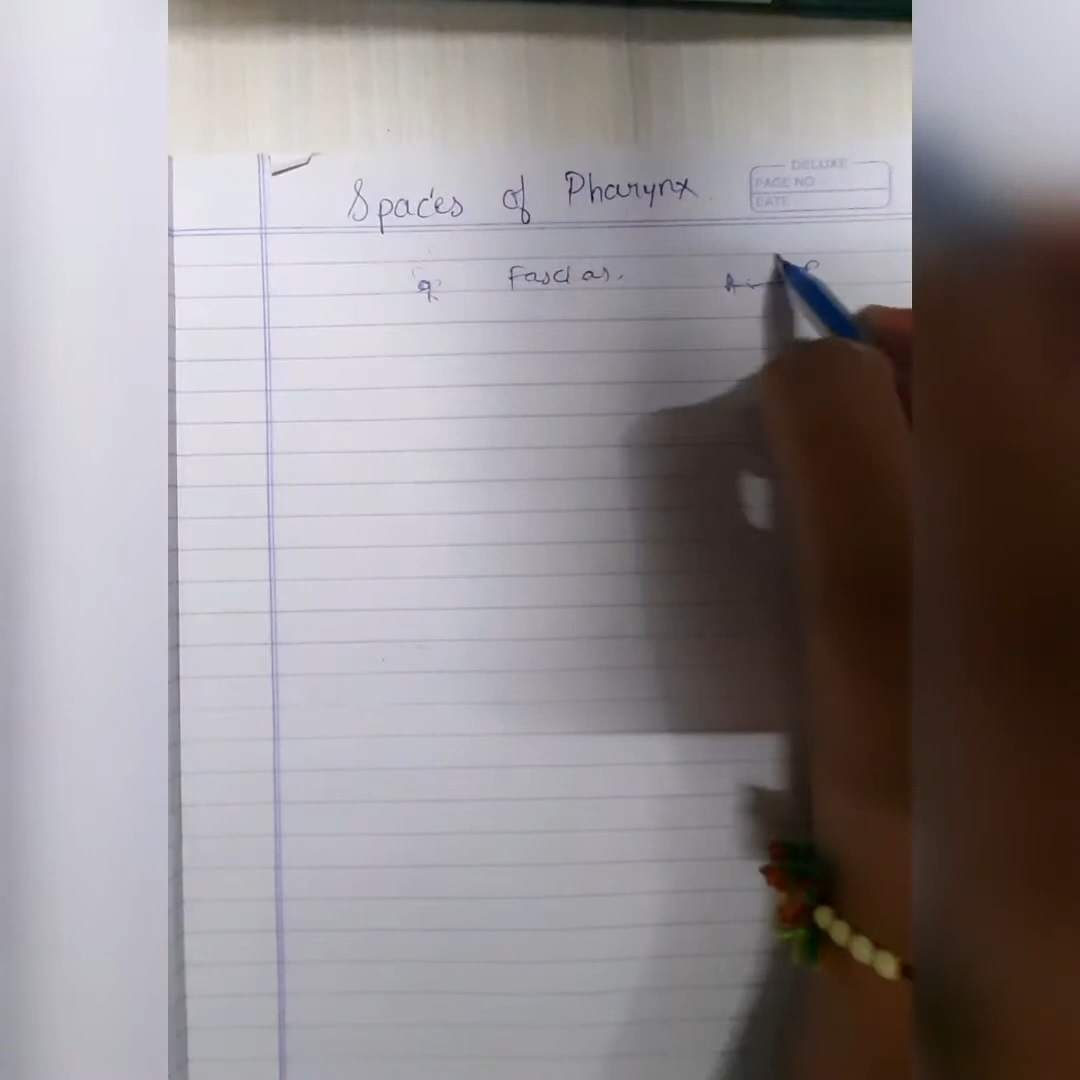 DELUXE
Spaces of Pharynx
PAGE NO
DATE
Fascias.